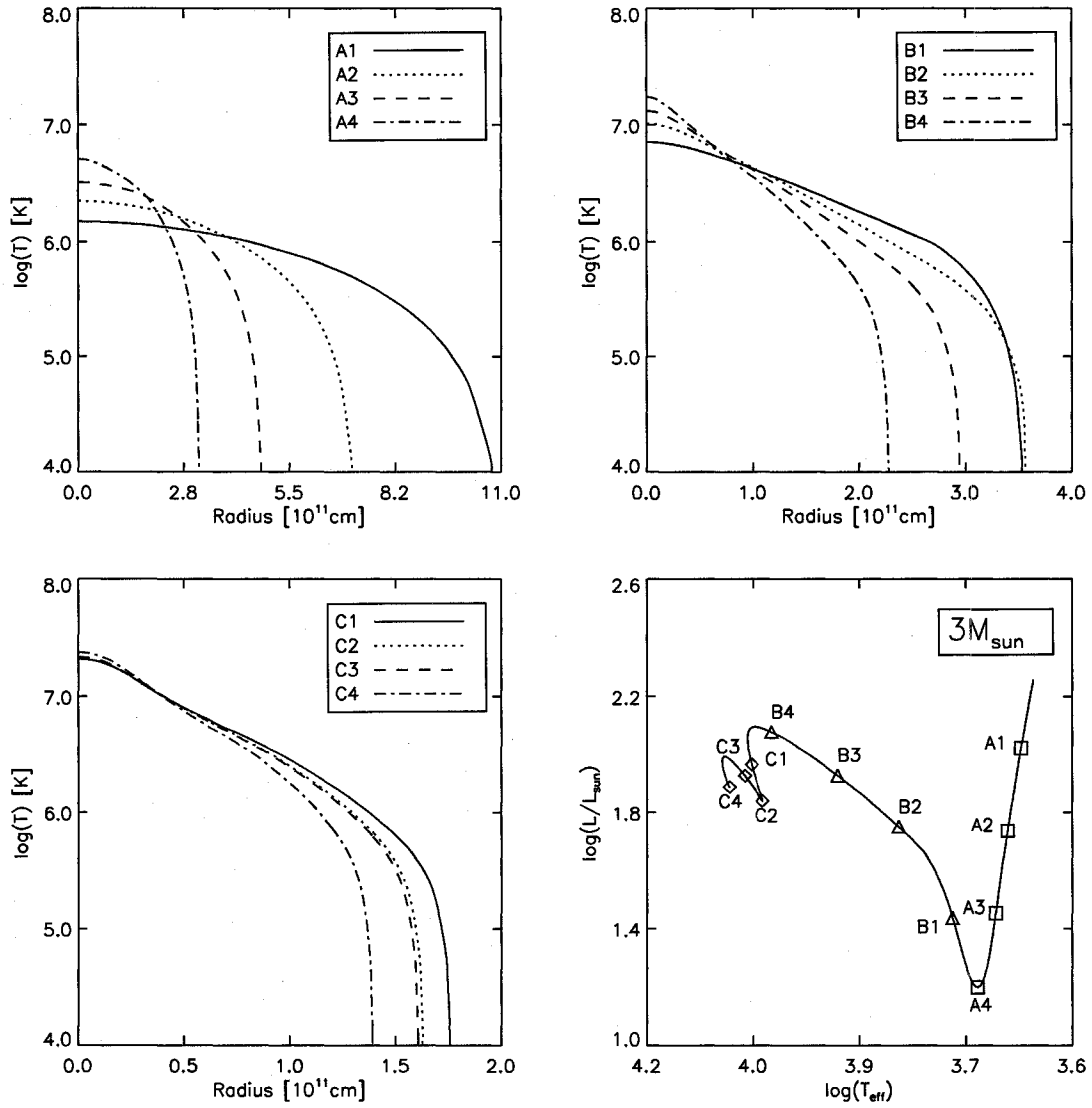 8.0
7.0
6.0
5.0
4.0
log(T) [K]
A1
A2
A3
A4
0.0 2.8 5.5 8.2 11.0
Radius [10¹¹cm]
8.0
7.0
6.0
5.0
4.0
log(T) [K]
B1
B2
B3
B4
0.0 1.0 2.0 3.0 4.0
Radius [10¹¹cm]
8.0
7.0
6.0
5.0
4.0
log(T) [K]
C1
C2
C3
C4
0.0 0.5 1.0 1.5 2.0
Radius [10¹¹cm]
2.6
2.2
1.8
1.4
1.0
log(L/L_sun)
3M_sun
B4
C3
C1
B3
A1
C4
C2
B2
A2
B1
A3
A4
4.2 4.0 3.9 3.7 3.6
log(T_eff)